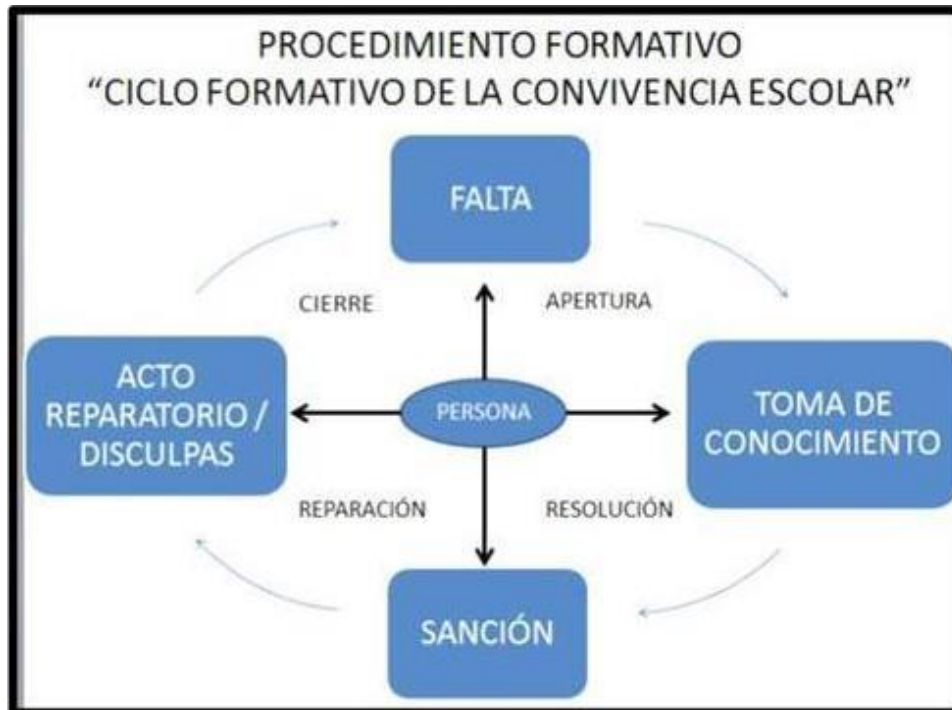 PROCEDIMIENTO FORMATIVO
“CICLO FORMATIVO DE LA CONVIVENCIA ESCOLAR”
FALTA
CIERRE
APERTURA
ACTO
REPARATORIO /
DISCULPAS
PERSONA
TOMA DE
CONOCIMIENTO
REPARACIÓN
RESOLUCIÓN
SANCIÓN